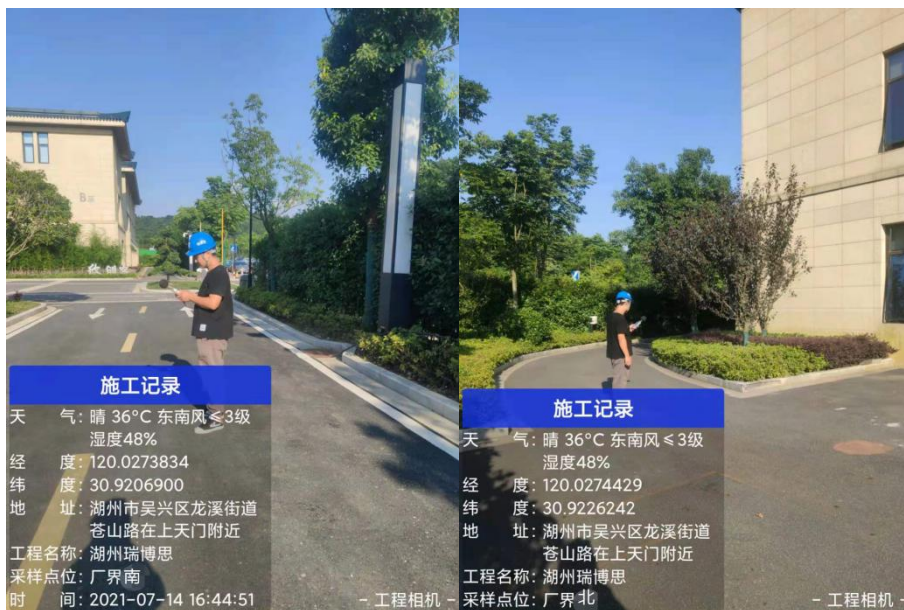 施工记录
天 气: 晴 36°C 东南风≤3级
湿度48%
经 度: 120.0273834
纬 度: 30.9206900
地 址: 湖州市吴兴区龙溪街道
苍山路在上天门附近
工程名称: 湖州瑞博思
采样点位: 厂界南
时 间: 2021-07-14 16:44:51
- 工程相机 -
施工记录
天 气: 晴 36°C 东南风≤3级
湿度48%
经 度: 120.0274429
纬 度: 30.9226242
地 址: 湖州市吴兴区龙溪街道
苍山路在上天门附近
工程名称: 湖州瑞博思
采样点位: 厂界北
- 工程相机 -